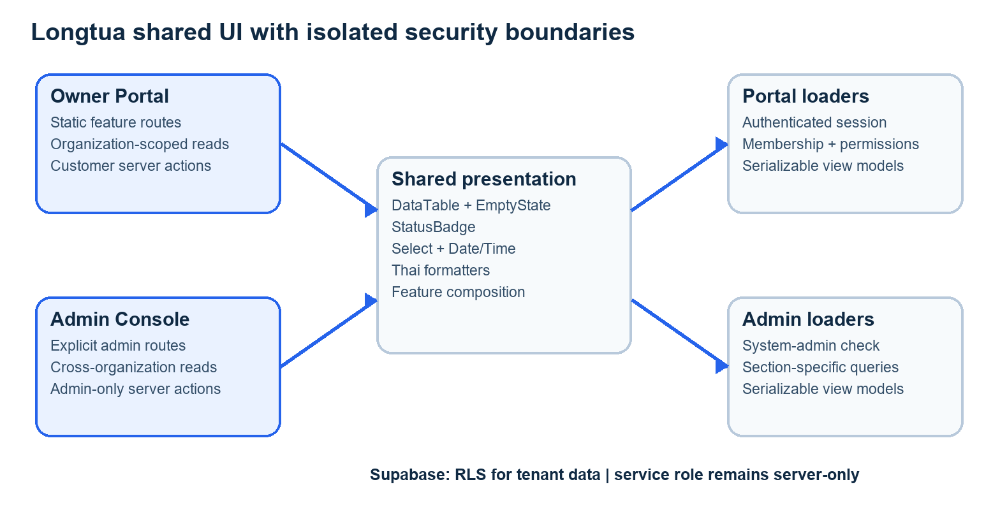 Longtua shared UI with isolated security boundaries
Owner Portal
Static feature routes
Organization-scoped reads
Customer server actions
Admin Console
Explicit admin routes
Cross-organization reads
Admin-only server actions
Shared presentation
DataTable + EmptyState
StatusBadge
Select + Date/Time
Thai formatters
Feature composition
Portal loaders
Authenticated session
Membership + permissions
Serializable view models
Admin loaders
System-admin check
Section-specific queries
Serializable view models
Supabase: RLS for tenant data | service role remains server-only